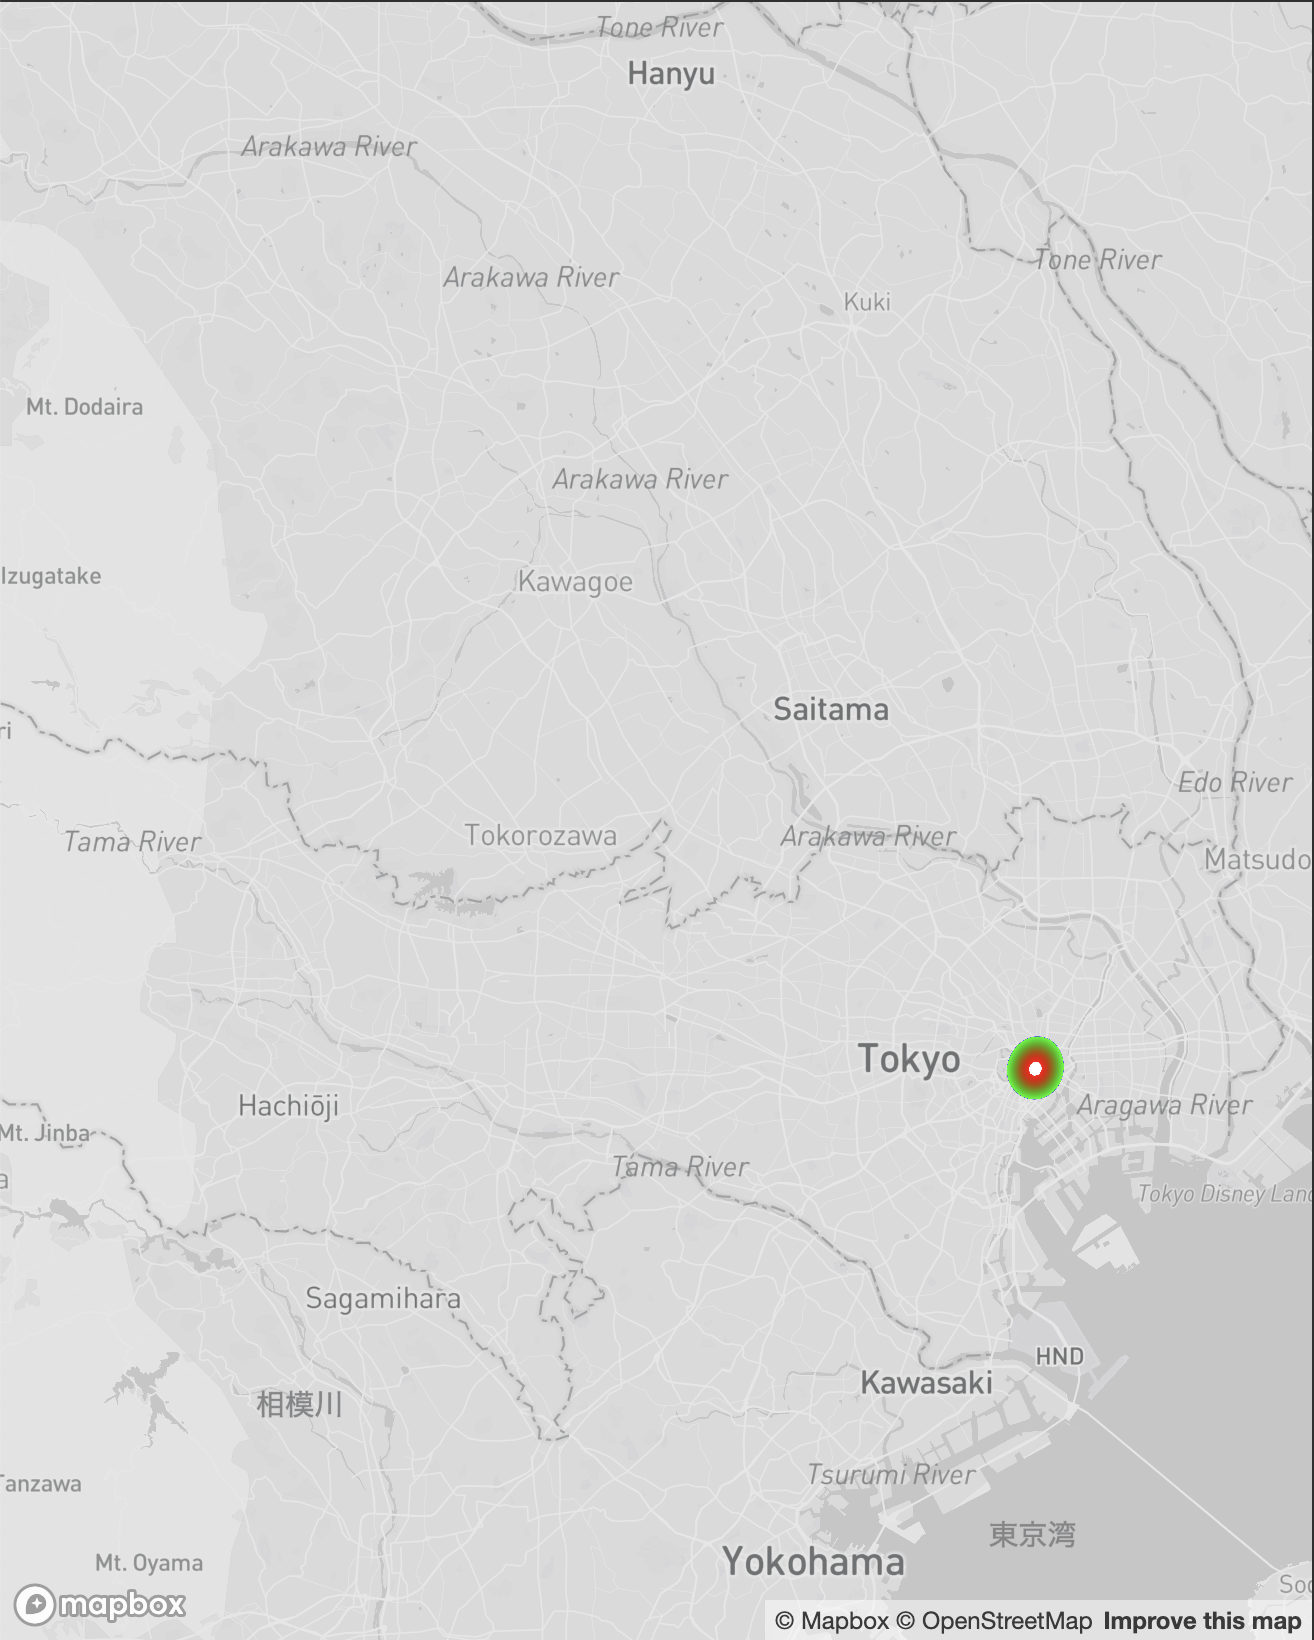 Tone River
Hanyu
Arakawa River
Tone River
Arakawa River
Kuki
Mt. Dodaira
Arakawa River
Izugatake
Kawagoe
Saitama
ri
Edo River
Tama River
Tokorozawa
Arakawa River
Matsudo
Tokyo
Hachiōji
Aragawa River
Mt. Jinba
Tama River
a
Tokyo Disney Land
Sagamihara
HND
Kawasaki
相模川
Tsurumi River
Tanzawa
東京湾
Yokohama
Mt. Oyama
Soc
mapbox
© Mapbox © OpenStreetMap Improve this map